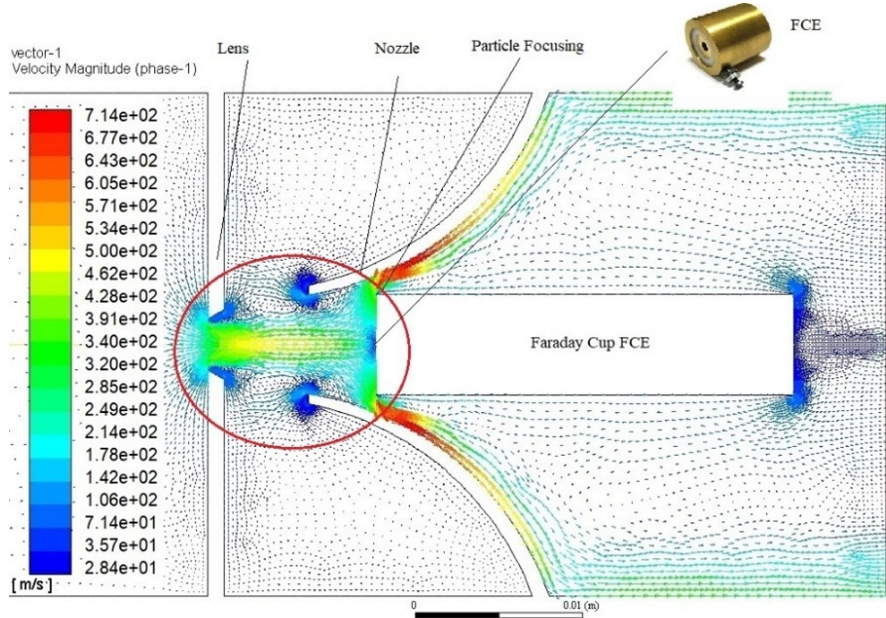 vector-1
Velocity Magnitude (phase-1)
Lens
Nozzle
Particle Focusing
FCE
7.14e+02
6.77e+02
6.43e+02
6.05e+02
5.71e+02
5.34e+02
5.00e+02
4.62e+02
4.28e+02
3.91e+02
3.40e+02
3.20e+02
2.85e+02
2.49e+02
2.14e+02
1.78e+02
1.42e+02
1.06e+02
7.14e+01
3.57e+01
2.84e+01
[ m/s ]
Faraday Cup FCE
0 0.01 (m)